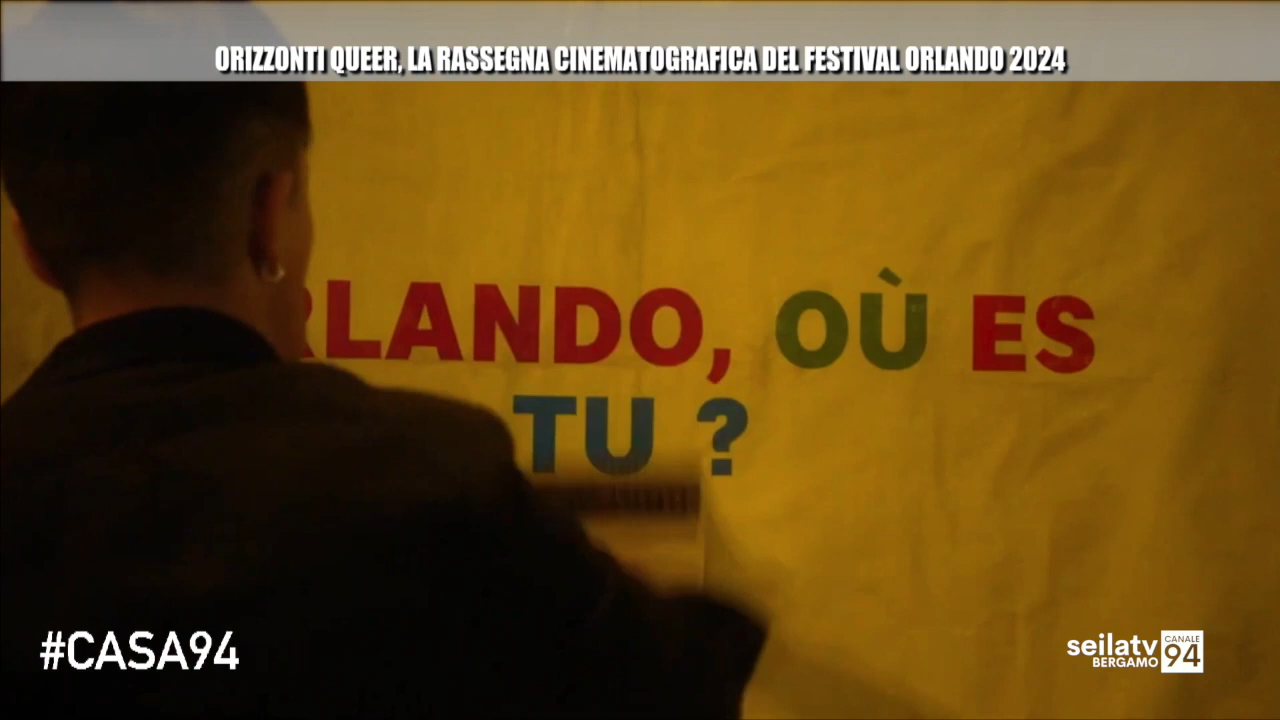 ORIZZONTI QUEER, LA RASSEGNA CINEMATOGRAFICA DEL FESTIVAL ORLANDO 2024
RLANDO, OÙ ES
TU ?
#CASA94
seilatv
BERGAMO
CANALE
94